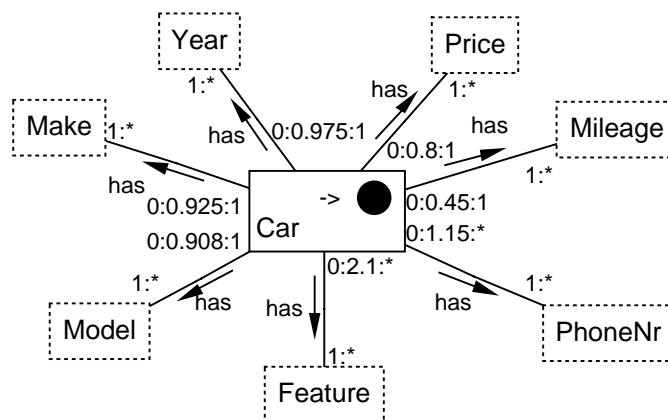 Year
Price
1:*
has
1:*
Make
1:*
has
0:0.975:1
has
Mileage
has
0:0.8:1
1:*
->
0:0.925:1
0:0.45:1
Car
0:1.15:*
0:0.908:1
0:2.1:*
1:*
has
has
has
1:*
Model
PhoneNr
1:*
Feature